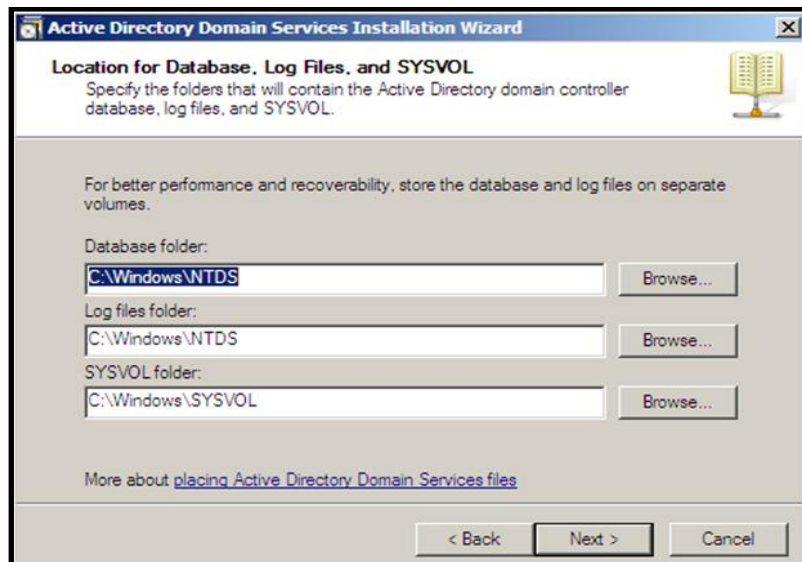 Active Directory Domain Services Installation Wizard
Location for Database, Log Files, and SYSVOL
Specify the folders that will contain the Active Directory domain controller
database, log files, and SYSVOL.
For better performance and recoverability, store the database and log files on separate
volumes.
Database folder:
C:\Windows\NTDS
Browse...
Log files folder:
C:\Windows\NTDS
Browse...
SYSVOL folder:
C:\Windows\SYSVOL
Browse...
More about placing Active Directory Domain Services files
< Back
Next >
Cancel